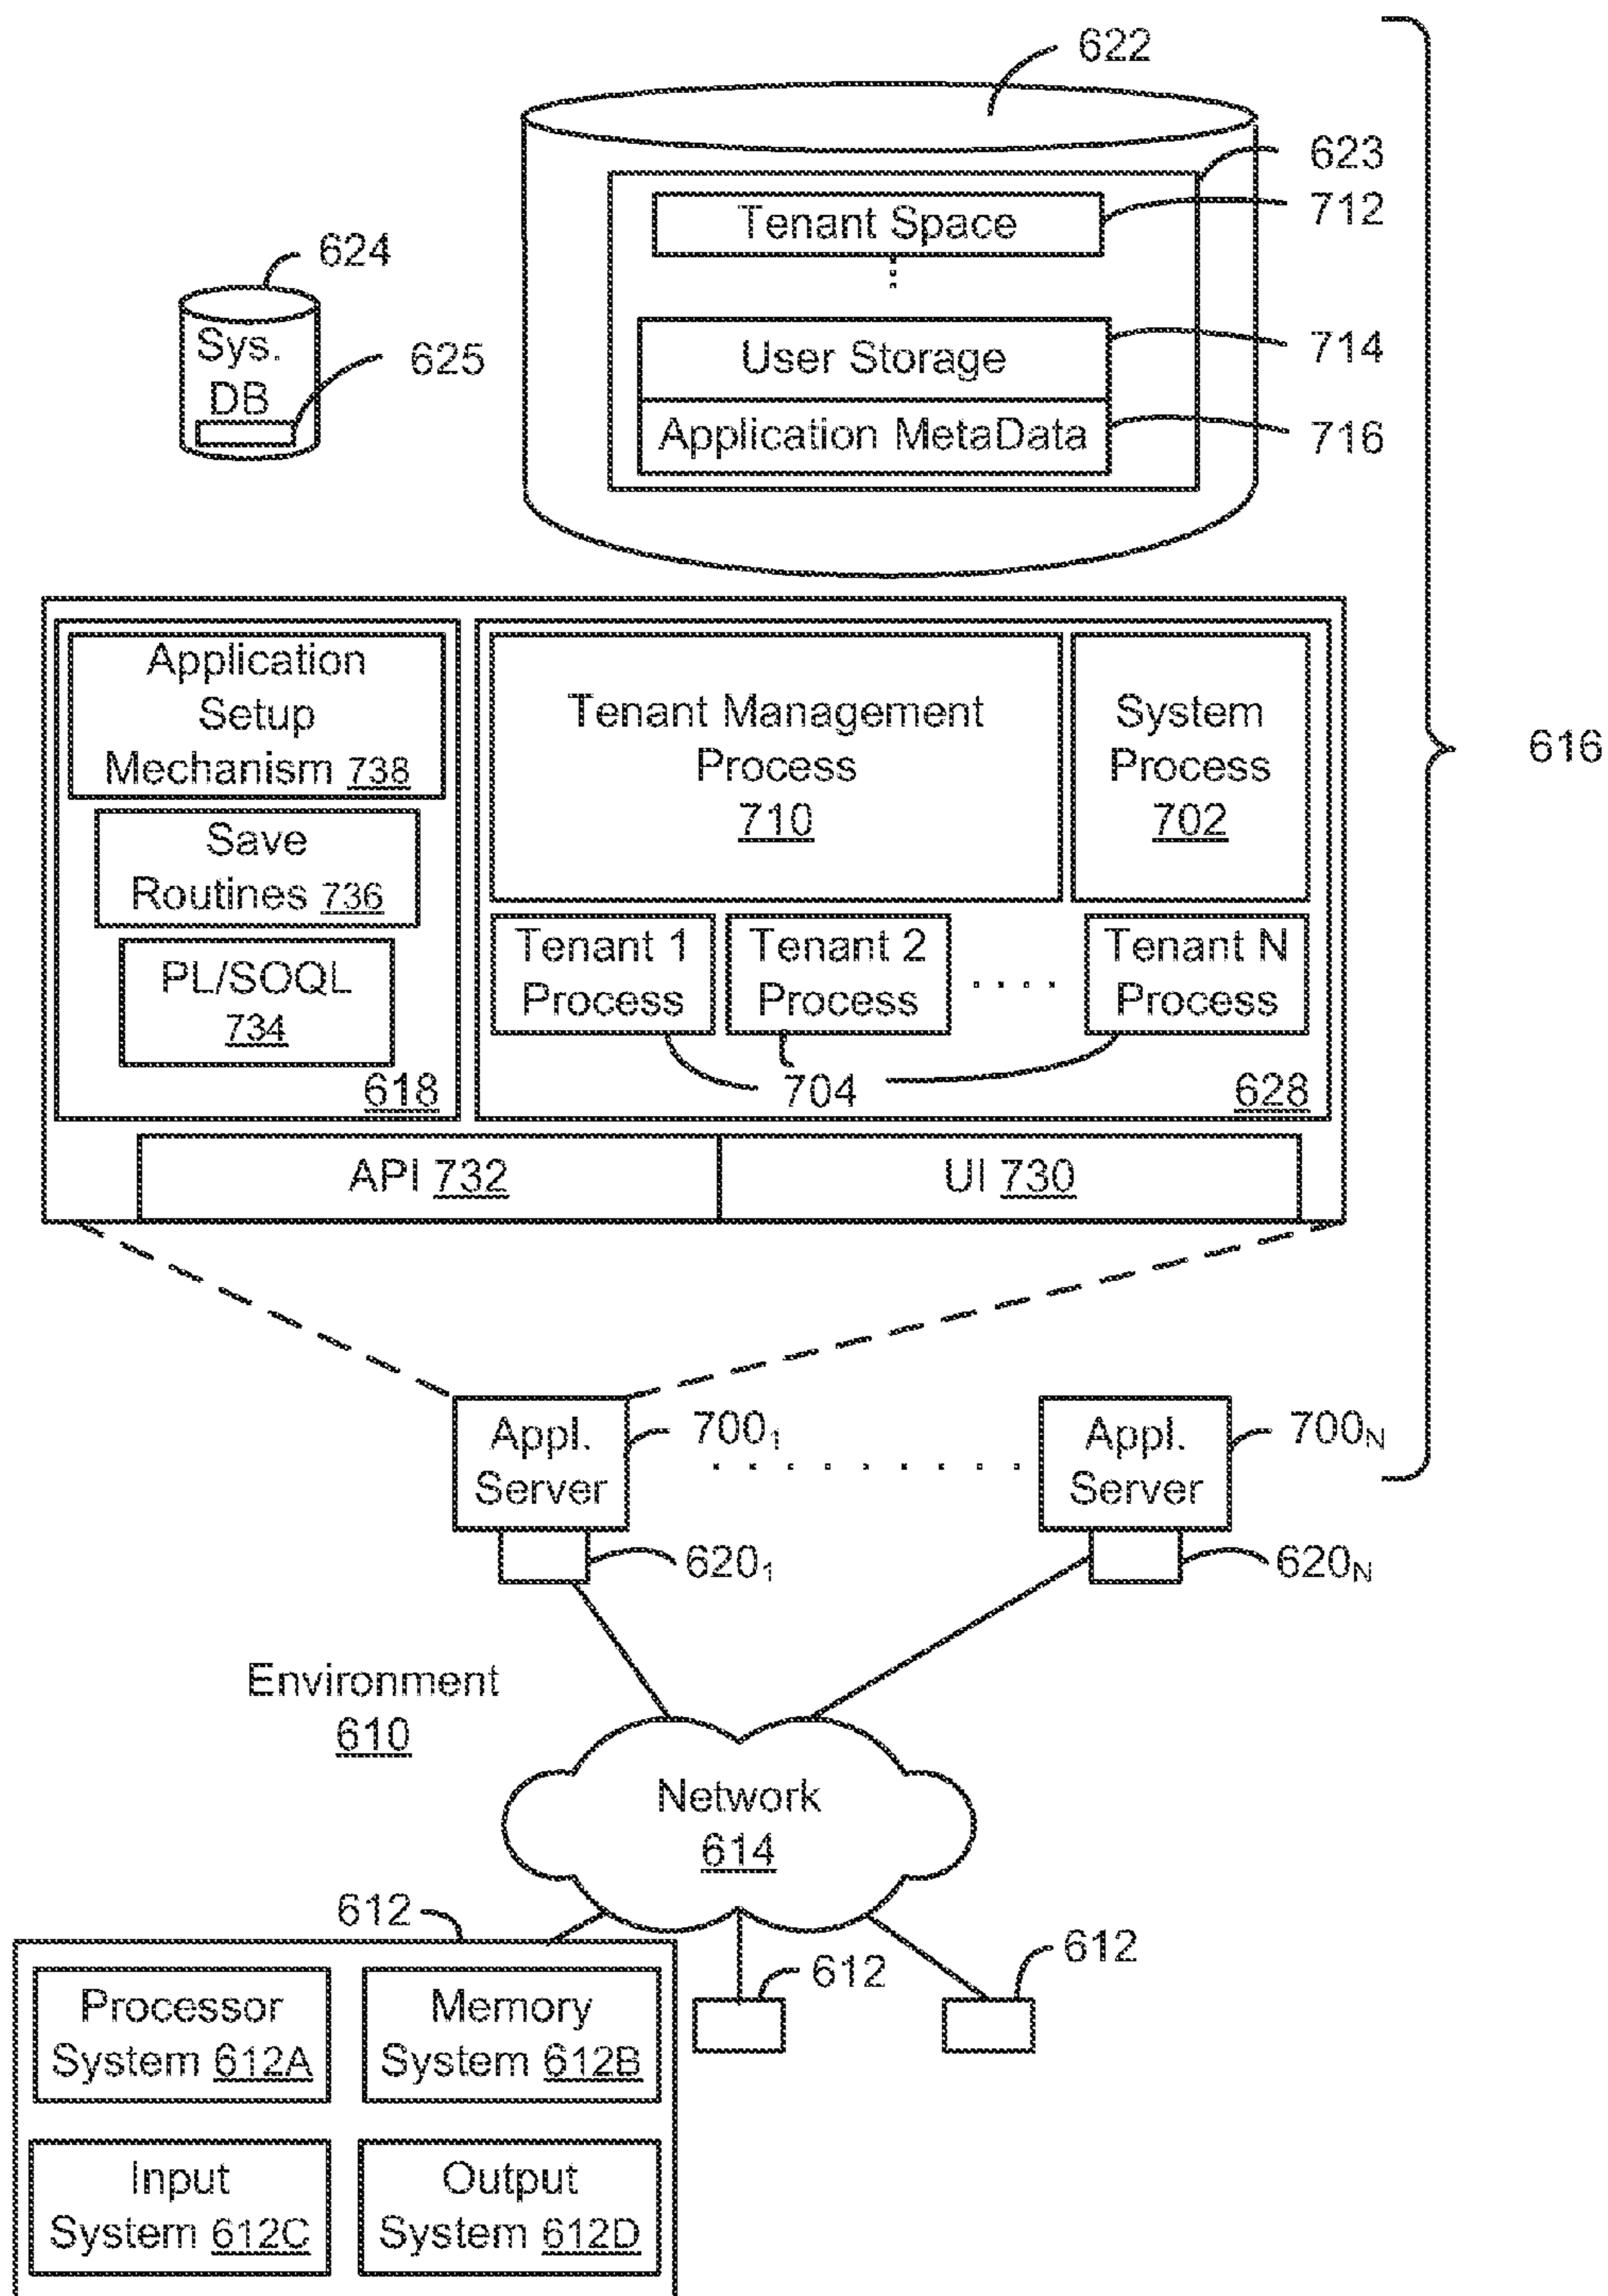 622
623
Tenant Space
712
624
Sys.
DB
625
User Storage
714
Application MetaData
716
Application
Setup
Mechanism 738
Tenant Management
Process
710
System
Process
702
616
Save
Routines 736
PL/SOQL
734
618
Tenant 1
Process
Tenant 2
Process
Tenant N
Process
704
628
API 732
UI 730
Appl.
Server
700₁
Appl.
Server
700N
620₁
620N
Environment
610
Network
614
612
612
612
Processor
System 612A
Memory
System 612B
Input
System 612C
Output
System 612D